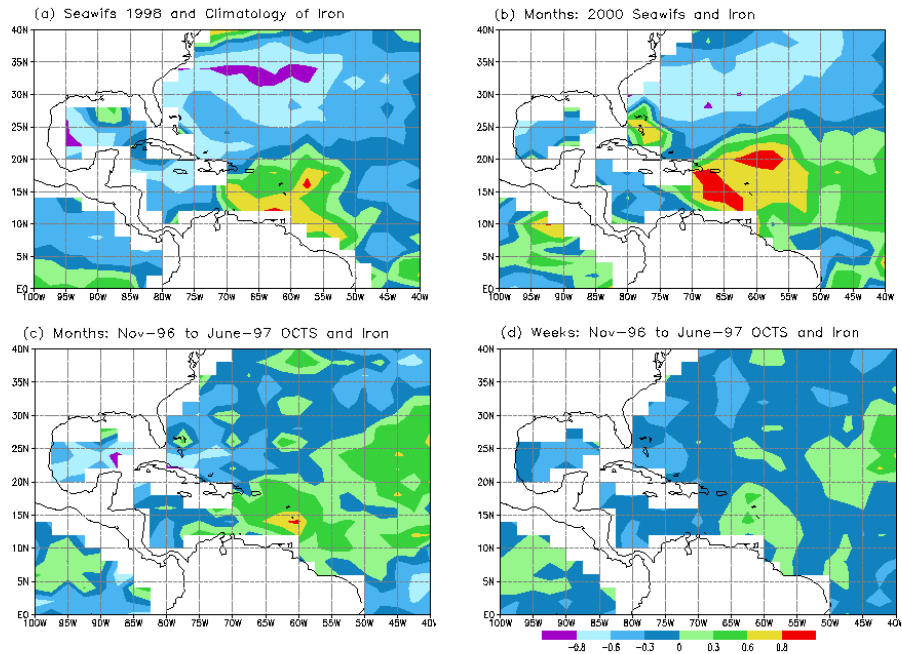 (a) Seawifs 1998 and Climatology of Iron
40N
35N
30N
25N
20N
15N
10N
5N
EQ
100W 95W 90W 85W 80W 75W 70W 65W 60W 55W 50W 45W 40W
(b) Months: 2000 Seawifs and Iron
40N
35N
30N
25N
20N
15N
10N
5N
EQ
100W 95W 90W 85W 80W 75W 70W 65W 60W 55W 50W 45W 40W
(c) Months: Nov-96 to June-97 OCTS and Iron
40N
35N
30N
25N
20N
15N
10N
5N
EQ
100W 95W 90W 85W 80W 75W 70W 65W 60W 55W 50W 45W 40W
(d) Weeks: Nov-96 to June-97 OCTS and Iron
40N
35N
30N
25N
20N
15N
10N
5N
EQ
100W 95W 90W 85W 80W 75W 70W 65W 60W 55W 50W 45W 40W
-0.8 -0.6 -0.3 0 0.3 0.6 0.8